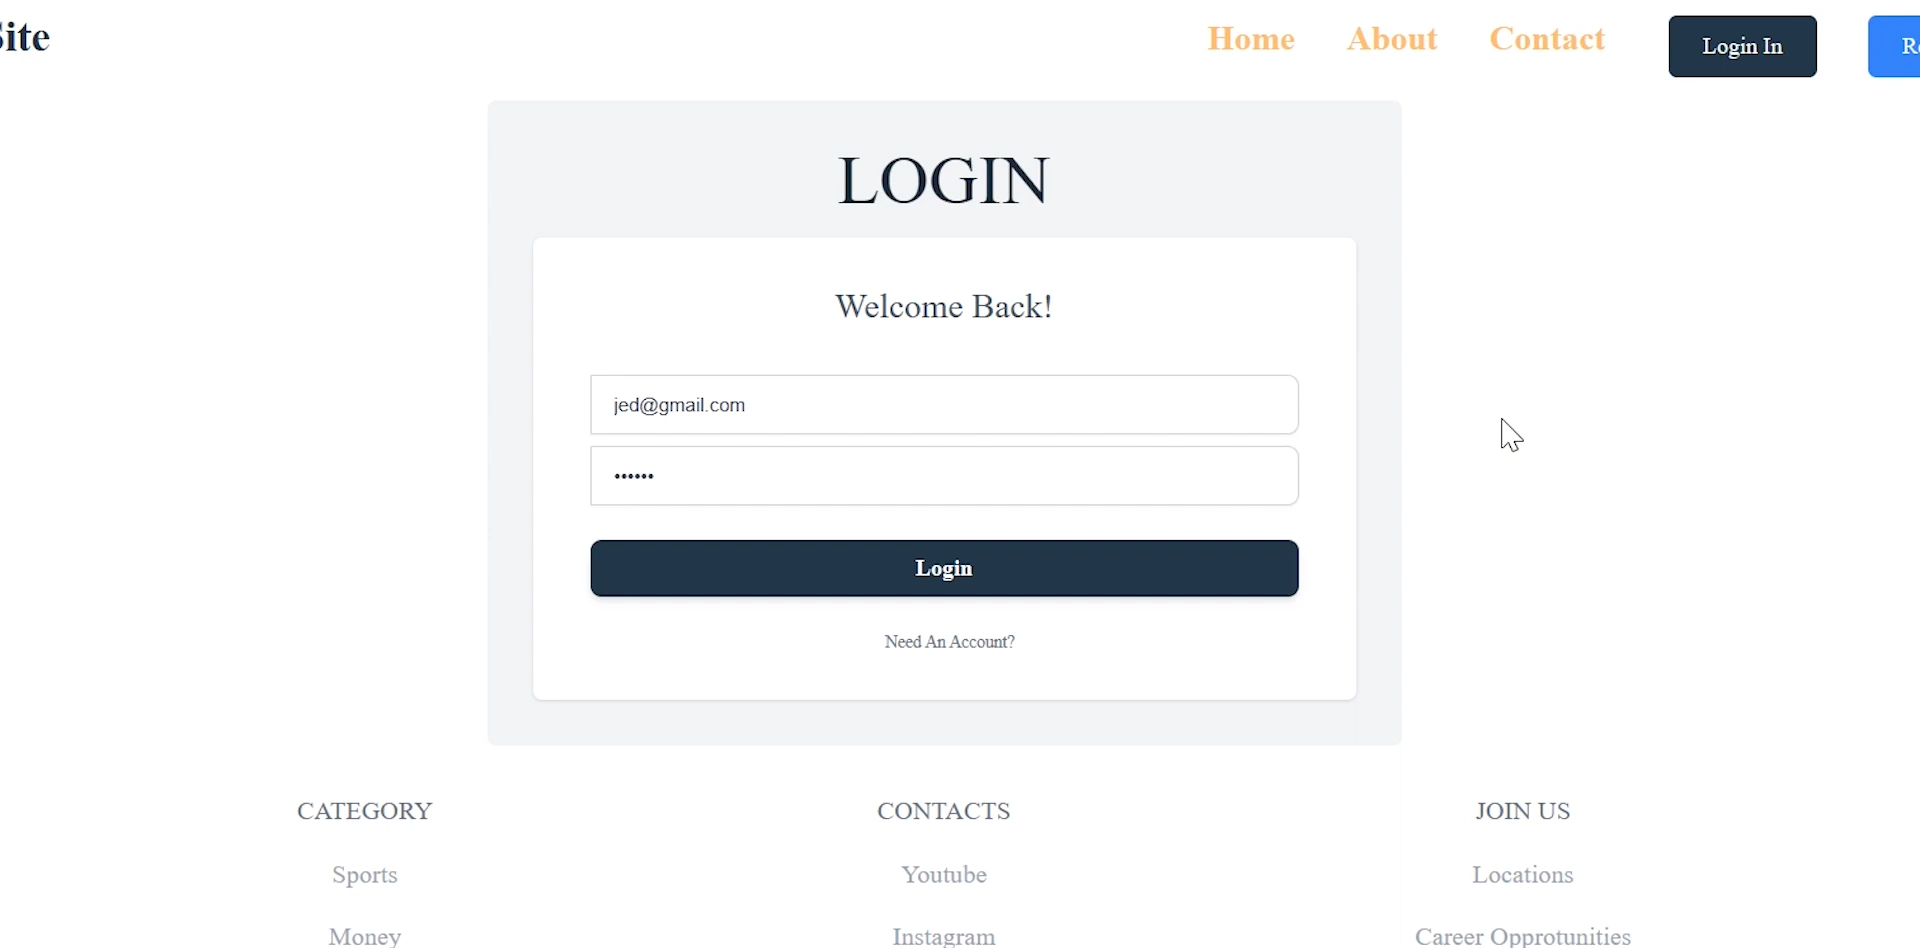 Site
Home About Contact Login In
LOGIN
Welcome Back!
jed@gmail.com
••••••
Login
Need An Account?
CATEGORY CONTACTS JOIN US
Sports Youtube Locations
Money Instagram Career Opprotunities